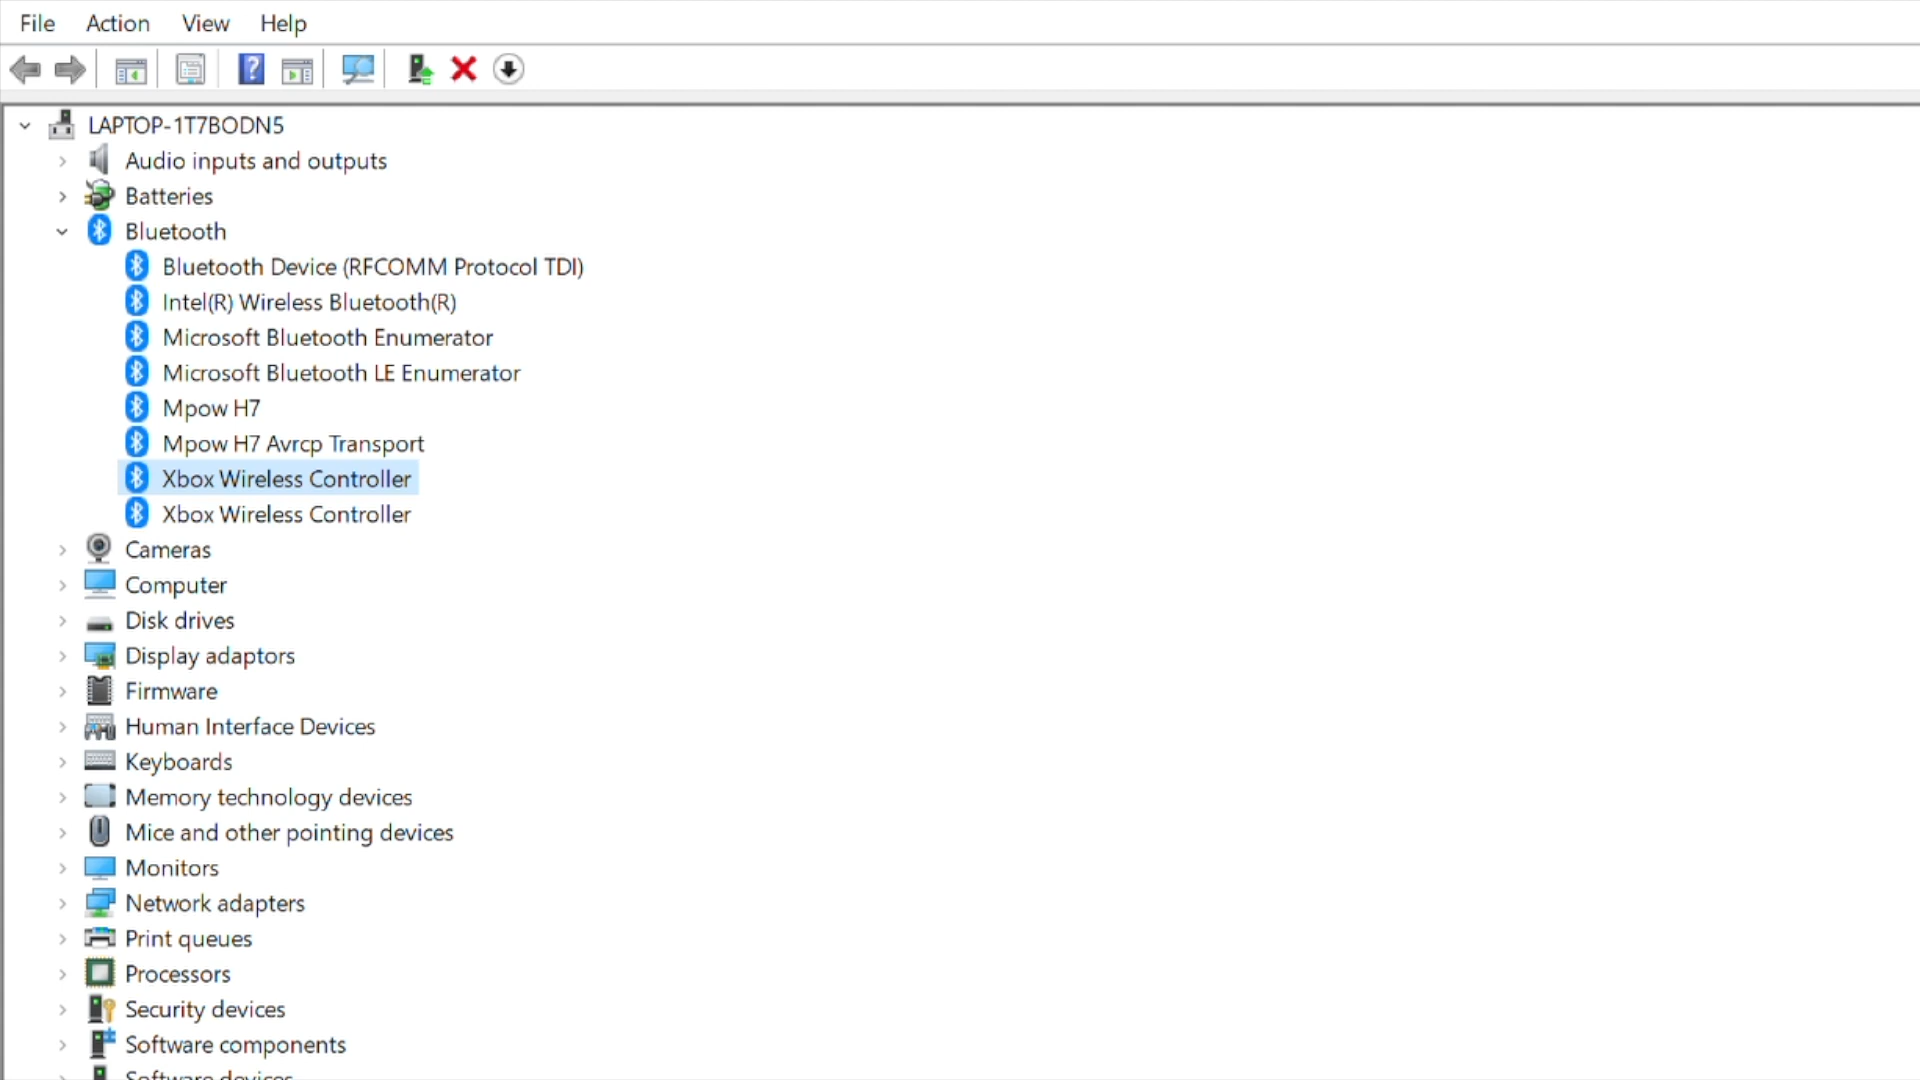 File Action View Help
LAPTOP-1T7BODN5
Audio inputs and outputs
Batteries
Bluetooth
Bluetooth Device (RFCOMM Protocol TDI)
Intel(R) Wireless Bluetooth(R)
Microsoft Bluetooth Enumerator
Microsoft Bluetooth LE Enumerator
Mpow H7
Mpow H7 Avrcp Transport
Xbox Wireless Controller
Xbox Wireless Controller
Cameras
Computer
Disk drives
Display adaptors
Firmware
Human Interface Devices
Keyboards
Memory technology devices
Mice and other pointing devices
Monitors
Network adapters
Print queues
Processors
Security devices
Software components
Software devices